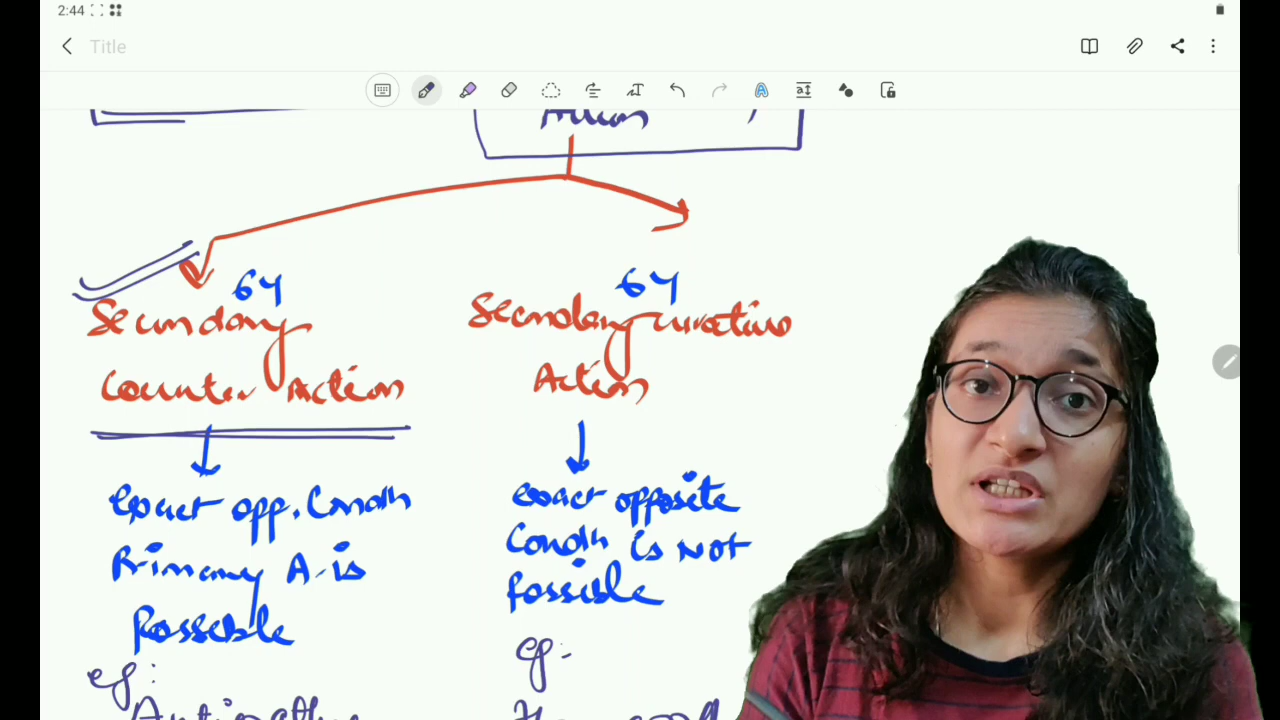 2:44
Title
Action
64
Secondary
Counter Action
exact opp. Condn
Primary A. is
Possible
eg:
64
Secondary curative
Action
exact opposite
Condn is NOT
Possible
eg:-